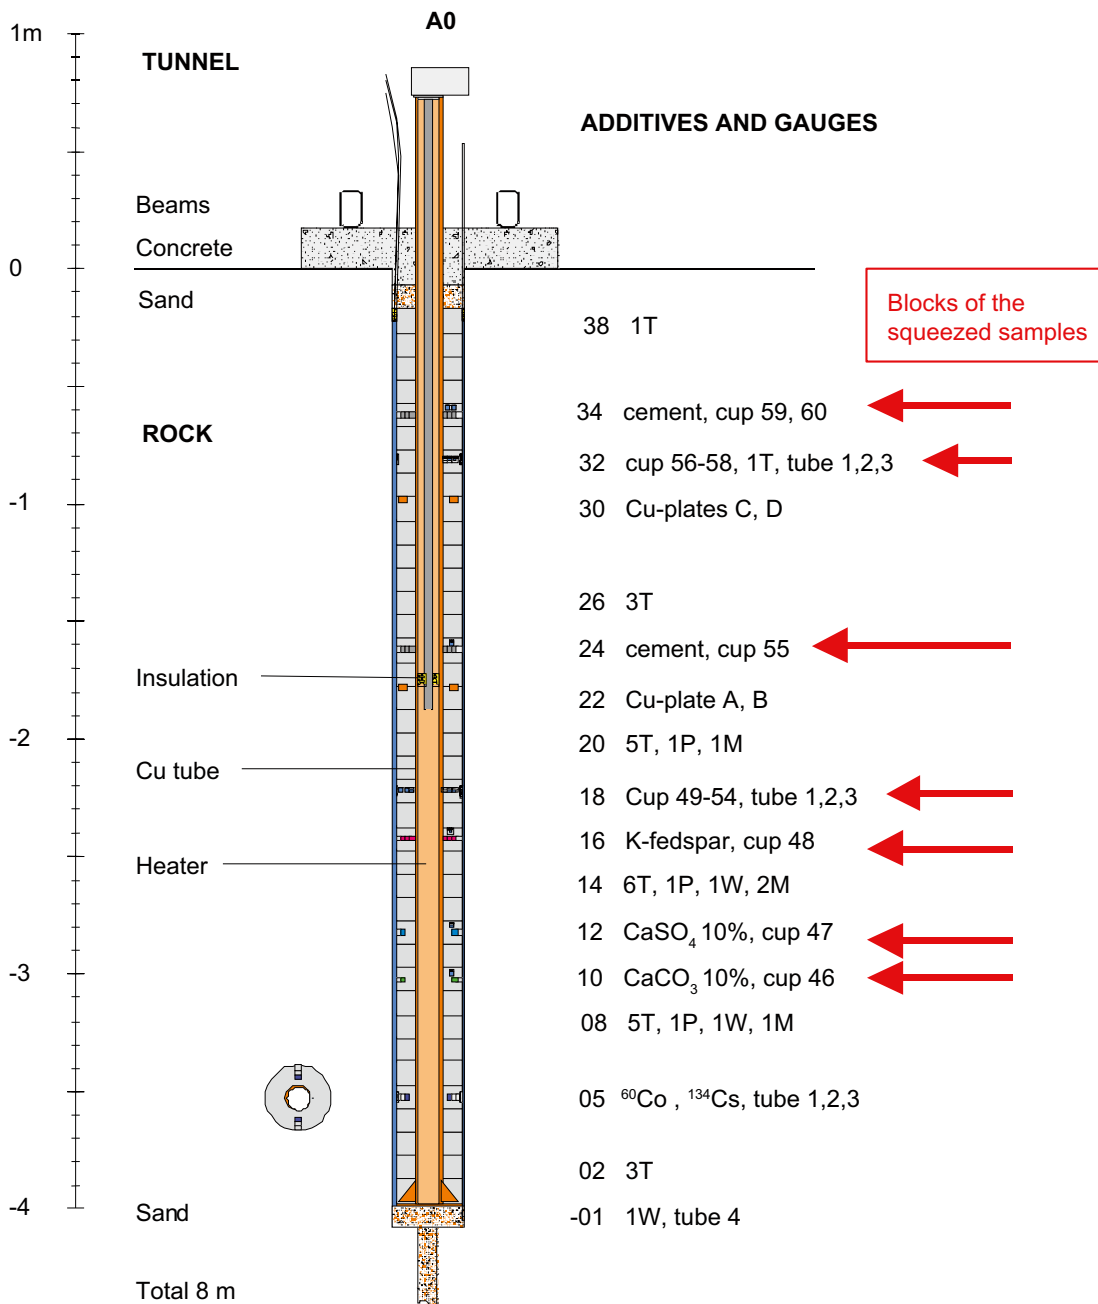 A0
1m
TUNNEL
ADDITIVES AND GAUGES
Beams
Concrete
0
Sand
Blocks of the
squeezed samples
38 1T
34 cement, cup 59, 60
ROCK
32 cup 56-58, 1T, tube 1,2,3
-1
30 Cu-plates C, D
26 3T
24 cement, cup 55
Insulation
22 Cu-plate A, B
-2
20 5T, 1P, 1M
Cu tube
18 Cup 49-54, tube 1,2,3
16 K-fedspar, cup 48
Heater
14 6T, 1P, 1W, 2M
12 CaSO₄ 10%, cup 47
-3
10 CaCO₃ 10%, cup 46
08 5T, 1P, 1W, 1M
05 ⁶⁰Co , ¹³⁴Cs, tube 1,2,3
02 3T
-4
Sand
-01 1W, tube 4
Total 8 m